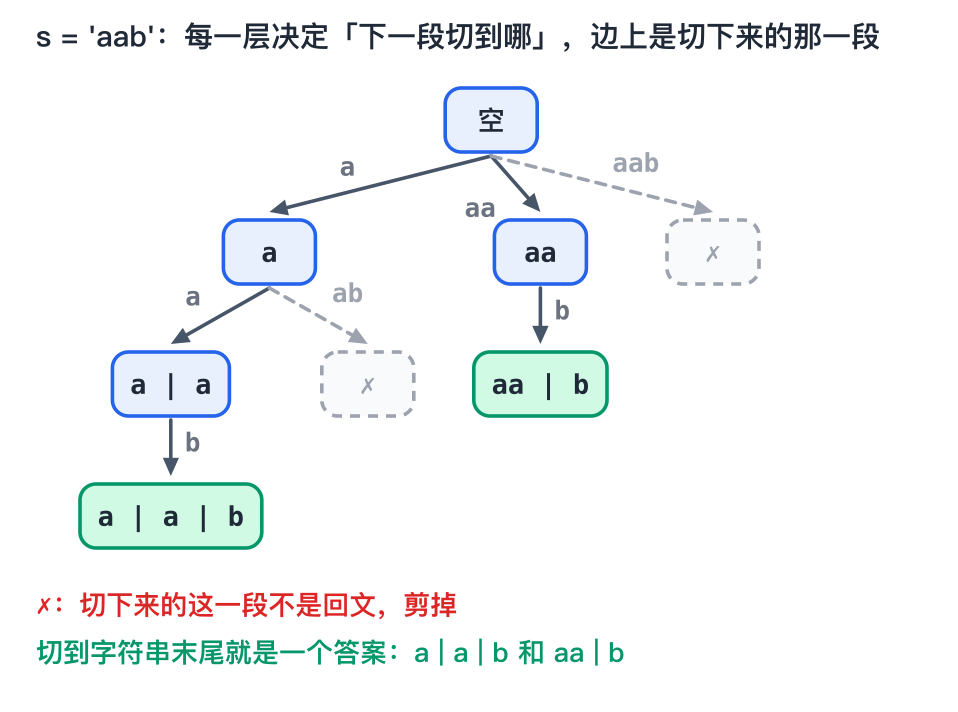 s = 'aab'：每一层决定「下一段切到哪」，边上是切下来的那一段
空
a
aab
aa
a
aa
✗
a
ab
b
a | a
✗
aa | b
b
a | a | b
✗：切下来的这一段不是回文，剪掉
切到字符串末尾就是一个答案：a | a | b 和 aa | b